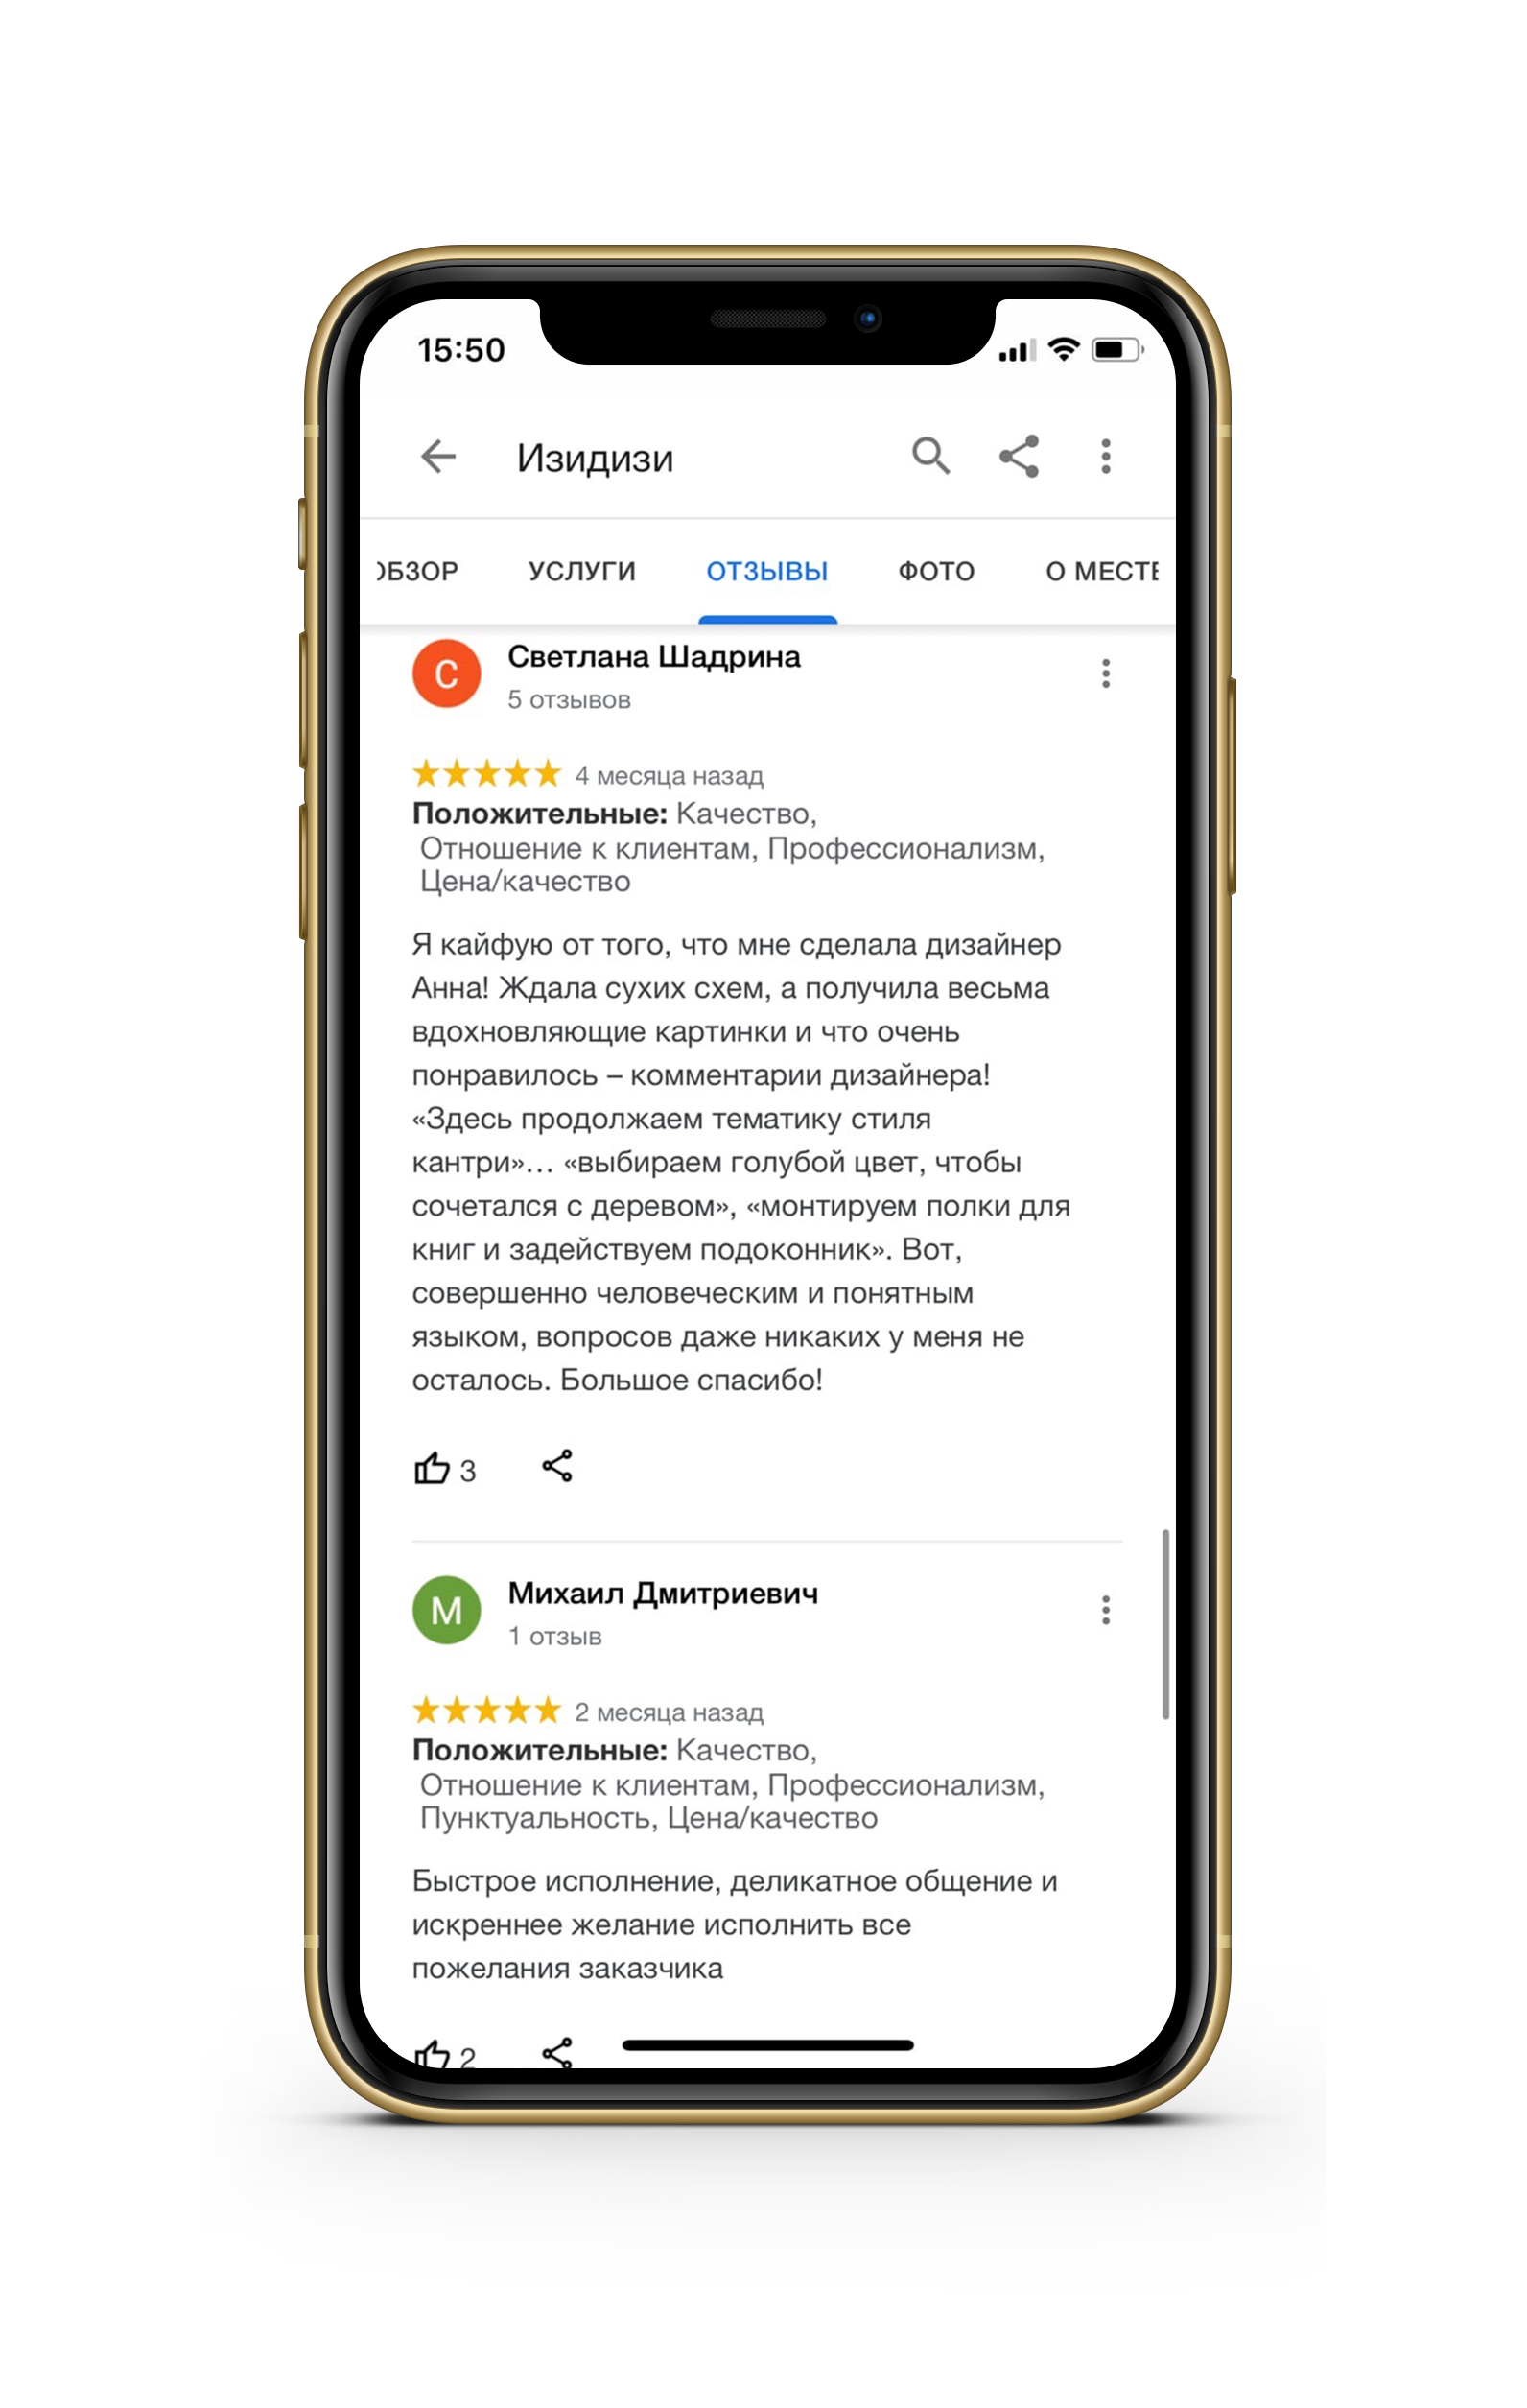 15:50
Изидизи
ОБЗОР УСЛУГИ ОТЗЫВЫ ФОТО О МЕСТЕ
С
Светлана Шадрина
5 отзывов
4 месяца назад
Положительные: Качество,
Отношение к клиентам, Профессионализм,
Цена/качество
Я кайфую от того, что мне сделала дизайнер
Анна! Ждала сухих схем, а получила весьма
вдохновляющие картинки и что очень
понравилось – комментарии дизайнера!
«Здесь продолжаем тематику стиля
кантри»… «выбираем голубой цвет, чтобы
сочетался с деревом», «монтируем полки для
книг и задействуем подоконник». Вот,
совершенно человеческим и понятным
языком, вопросов даже никаких у меня не
осталось. Большое спасибо!
3
М
Михаил Дмитриевич
1 отзыв
2 месяца назад
Положительные: Качество,
Отношение к клиентам, Профессионализм,
Пунктуальность, Цена/качество
Быстрое исполнение, деликатное общение и
искреннее желание исполнить все
пожелания заказчика
2